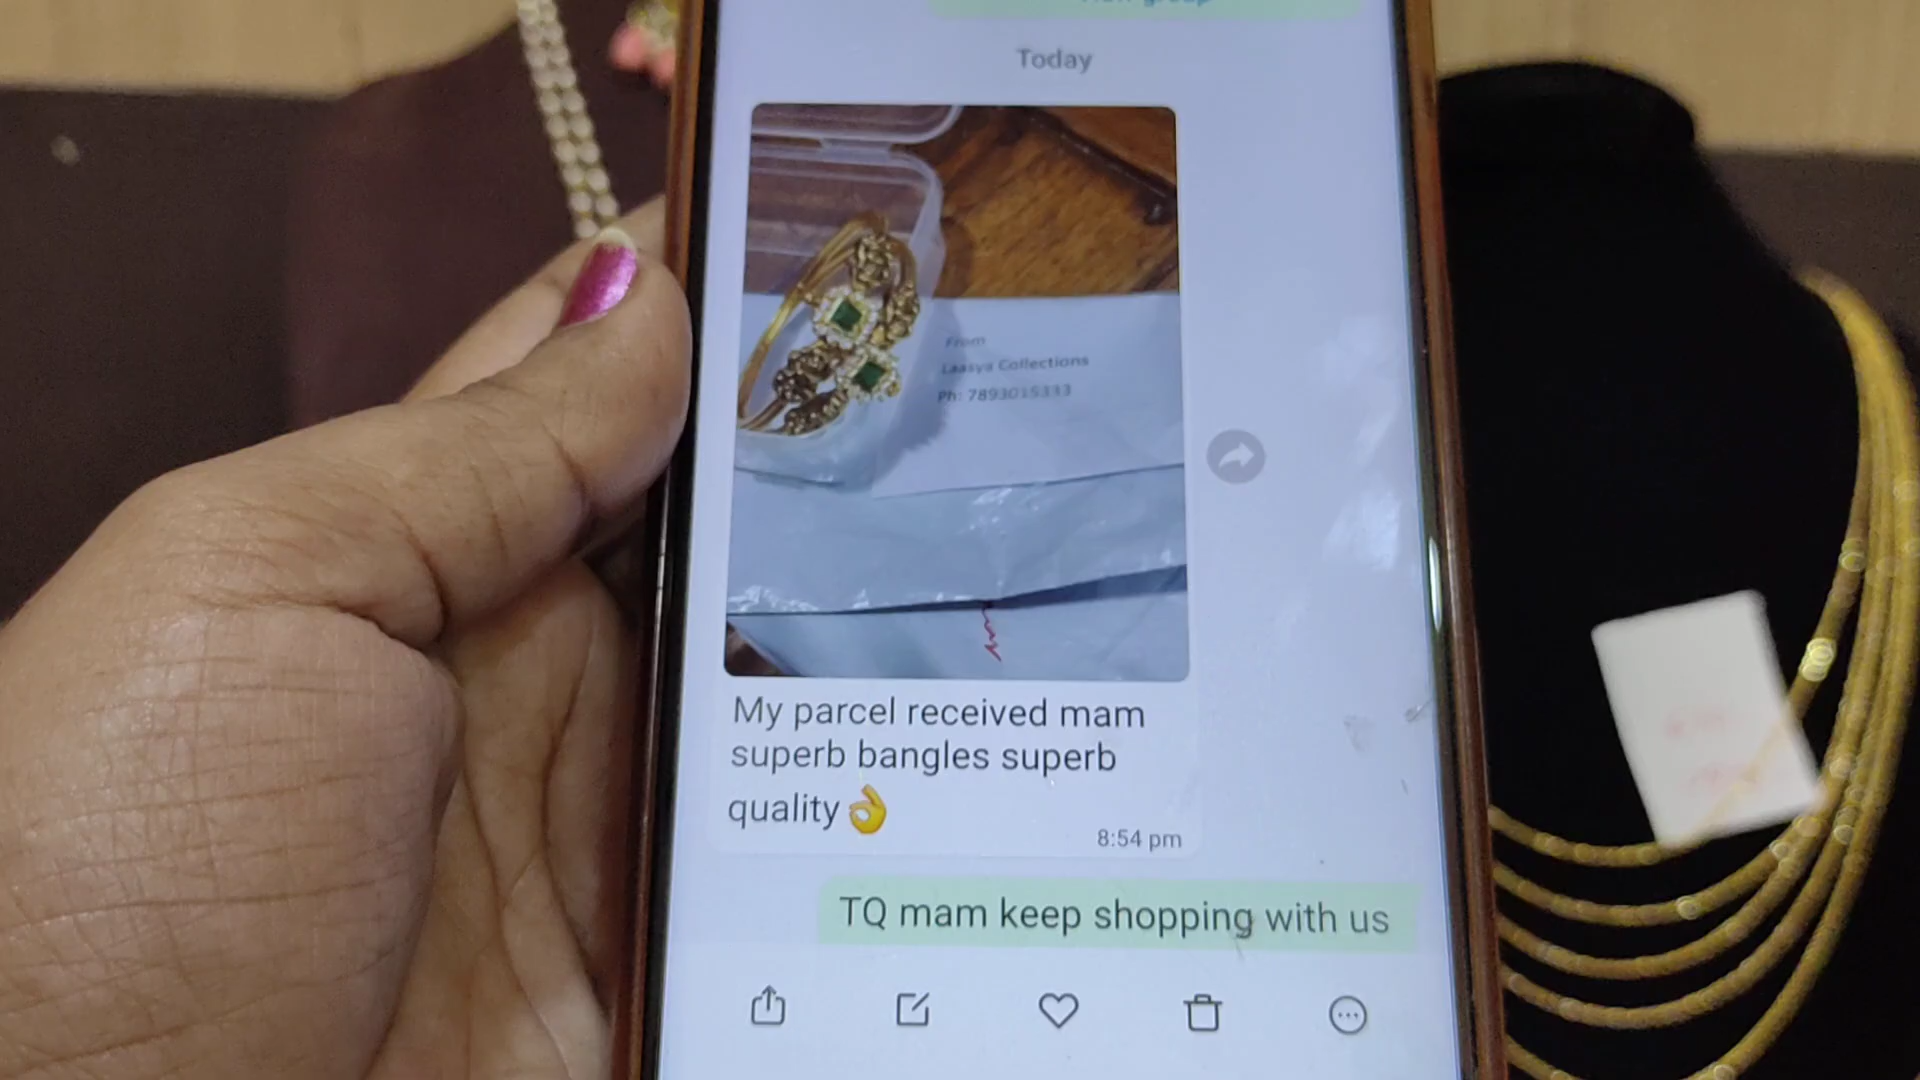 Today
From
Laasya Collections
Ph: 7893015333
My parcel received mam
superb bangles superb
quality👌
8:54 pm
TQ mam keep shopping with us